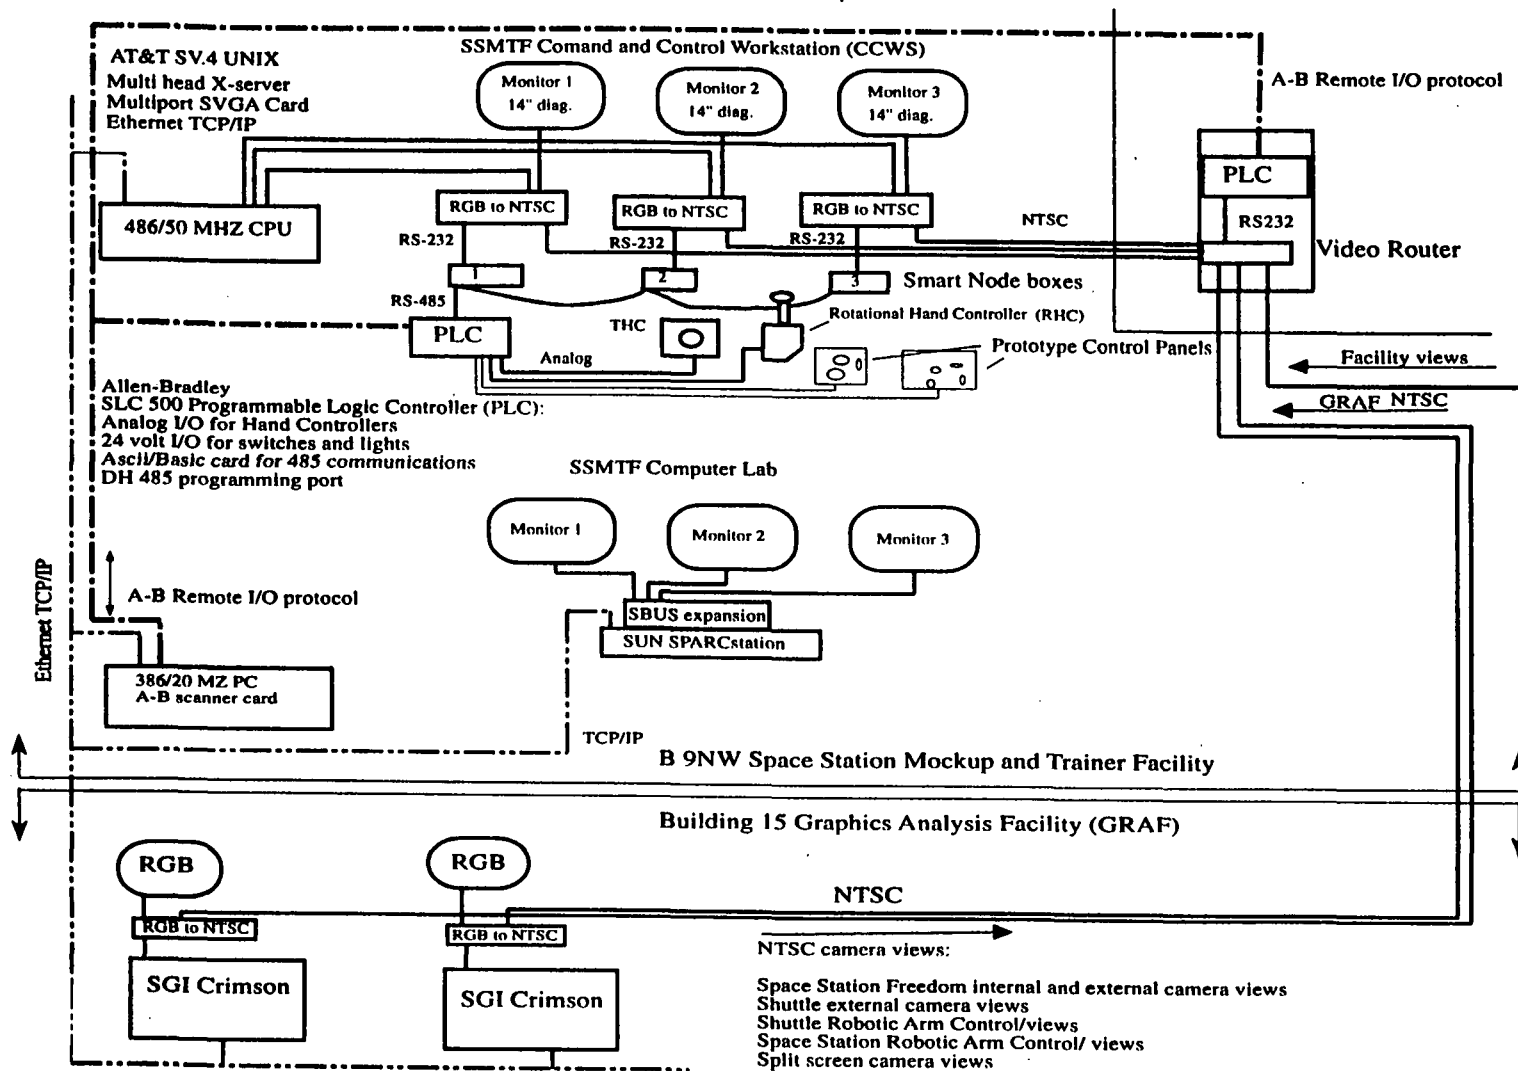 SSMTF Comand and Control Workstation (CCWS)
AT&T SV.4 UNIX
Multi head X-server
Multiport SVGA Card
Ethernet TCP/IP
Monitor 1
14" diag.
Monitor 2
14" diag.
Monitor 3
14" diag.
A-B Remote I/O protocol
PLC
RS232
Video Router
486/50 MHZ CPU
RGB to NTSC
RGB to NTSC
RGB to NTSC
NTSC
RS-232
RS-232
RS-232
1
2
3
Smart Node boxes
RS-485
PLC
THC
Rotational Hand Controller (RHC)
Analog
Prototype Control Panels
Facility views
GRAF NTSC
Allen-Bradley
SLC 500 Programmable Logic Controller (PLC):
Analog I/O for Hand Controllers
24 volt I/O for switches and lights
Ascii/Basic card for 485 communications
DH 485 programming port
SSMTF Computer Lab
Monitor 1
Monitor 2
Monitor 3
Ethernet TCP/IP
A-B Remote I/O protocol
SBUS expansion
SUN SPARCstation
386/20 MZ PC
A-B scanner card
TCP/IP
B 9NW Space Station Mockup and Trainer Facility
Building 15 Graphics Analysis Facility (GRAF)
RGB
RGB
NTSC
RGB to NTSC
RGB to NTSC
SGI Crimson
SGI Crimson
NTSC camera views:
Space Station Freedom internal and external camera views
Shuttle external camera views
Shuttle Robotic Arm Control/views
Space Station Robotic Arm Control/ views
Split screen camera views